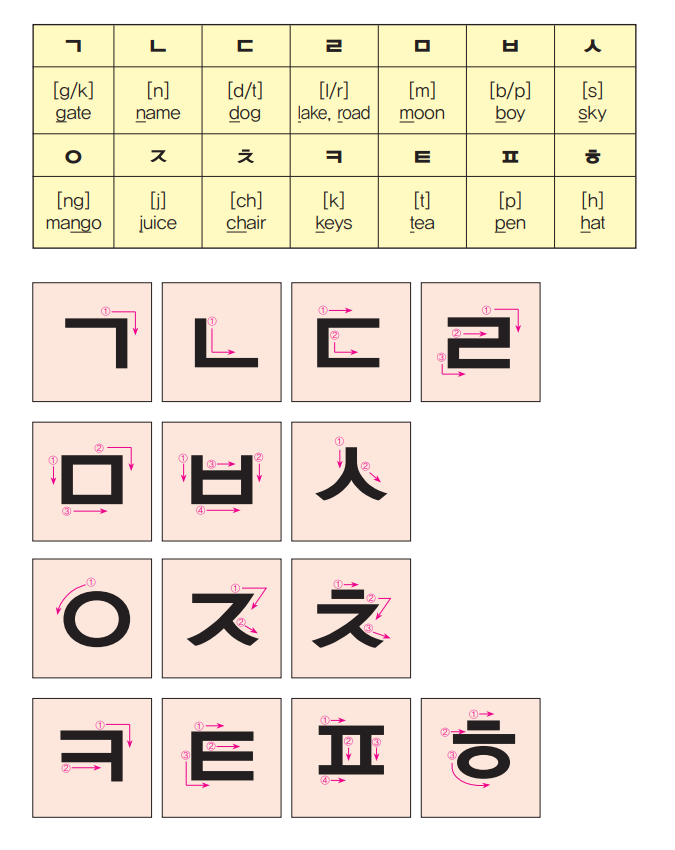 ㄱ ㄴ ㄷ ㄹ ㅁ ㅂ ㅅ
[g/k] [n] [d/t] [l/r] [m] [b/p] [s]
gate name dog lake, road moon boy sky
ㅇ ㅈ ㅊ ㅋ ㅌ ㅍ ㅎ
[ng] [j] [ch] [k] [t] [p] [h]
mango juice chair keys tea pen hat
① ㄱ ① ㄴ ① ② ㄷ ① ② ③ ㄹ
① ② ③ ㅁ ① ② ③ ④ ㅂ ① ② ㅅ
① ㅇ ① ② ㅈ ① ② ③ ㅊ
① ② ㅋ ① ② ③ ㅌ ① ② ③ ④ ㅍ ① ② ③ ㅎ